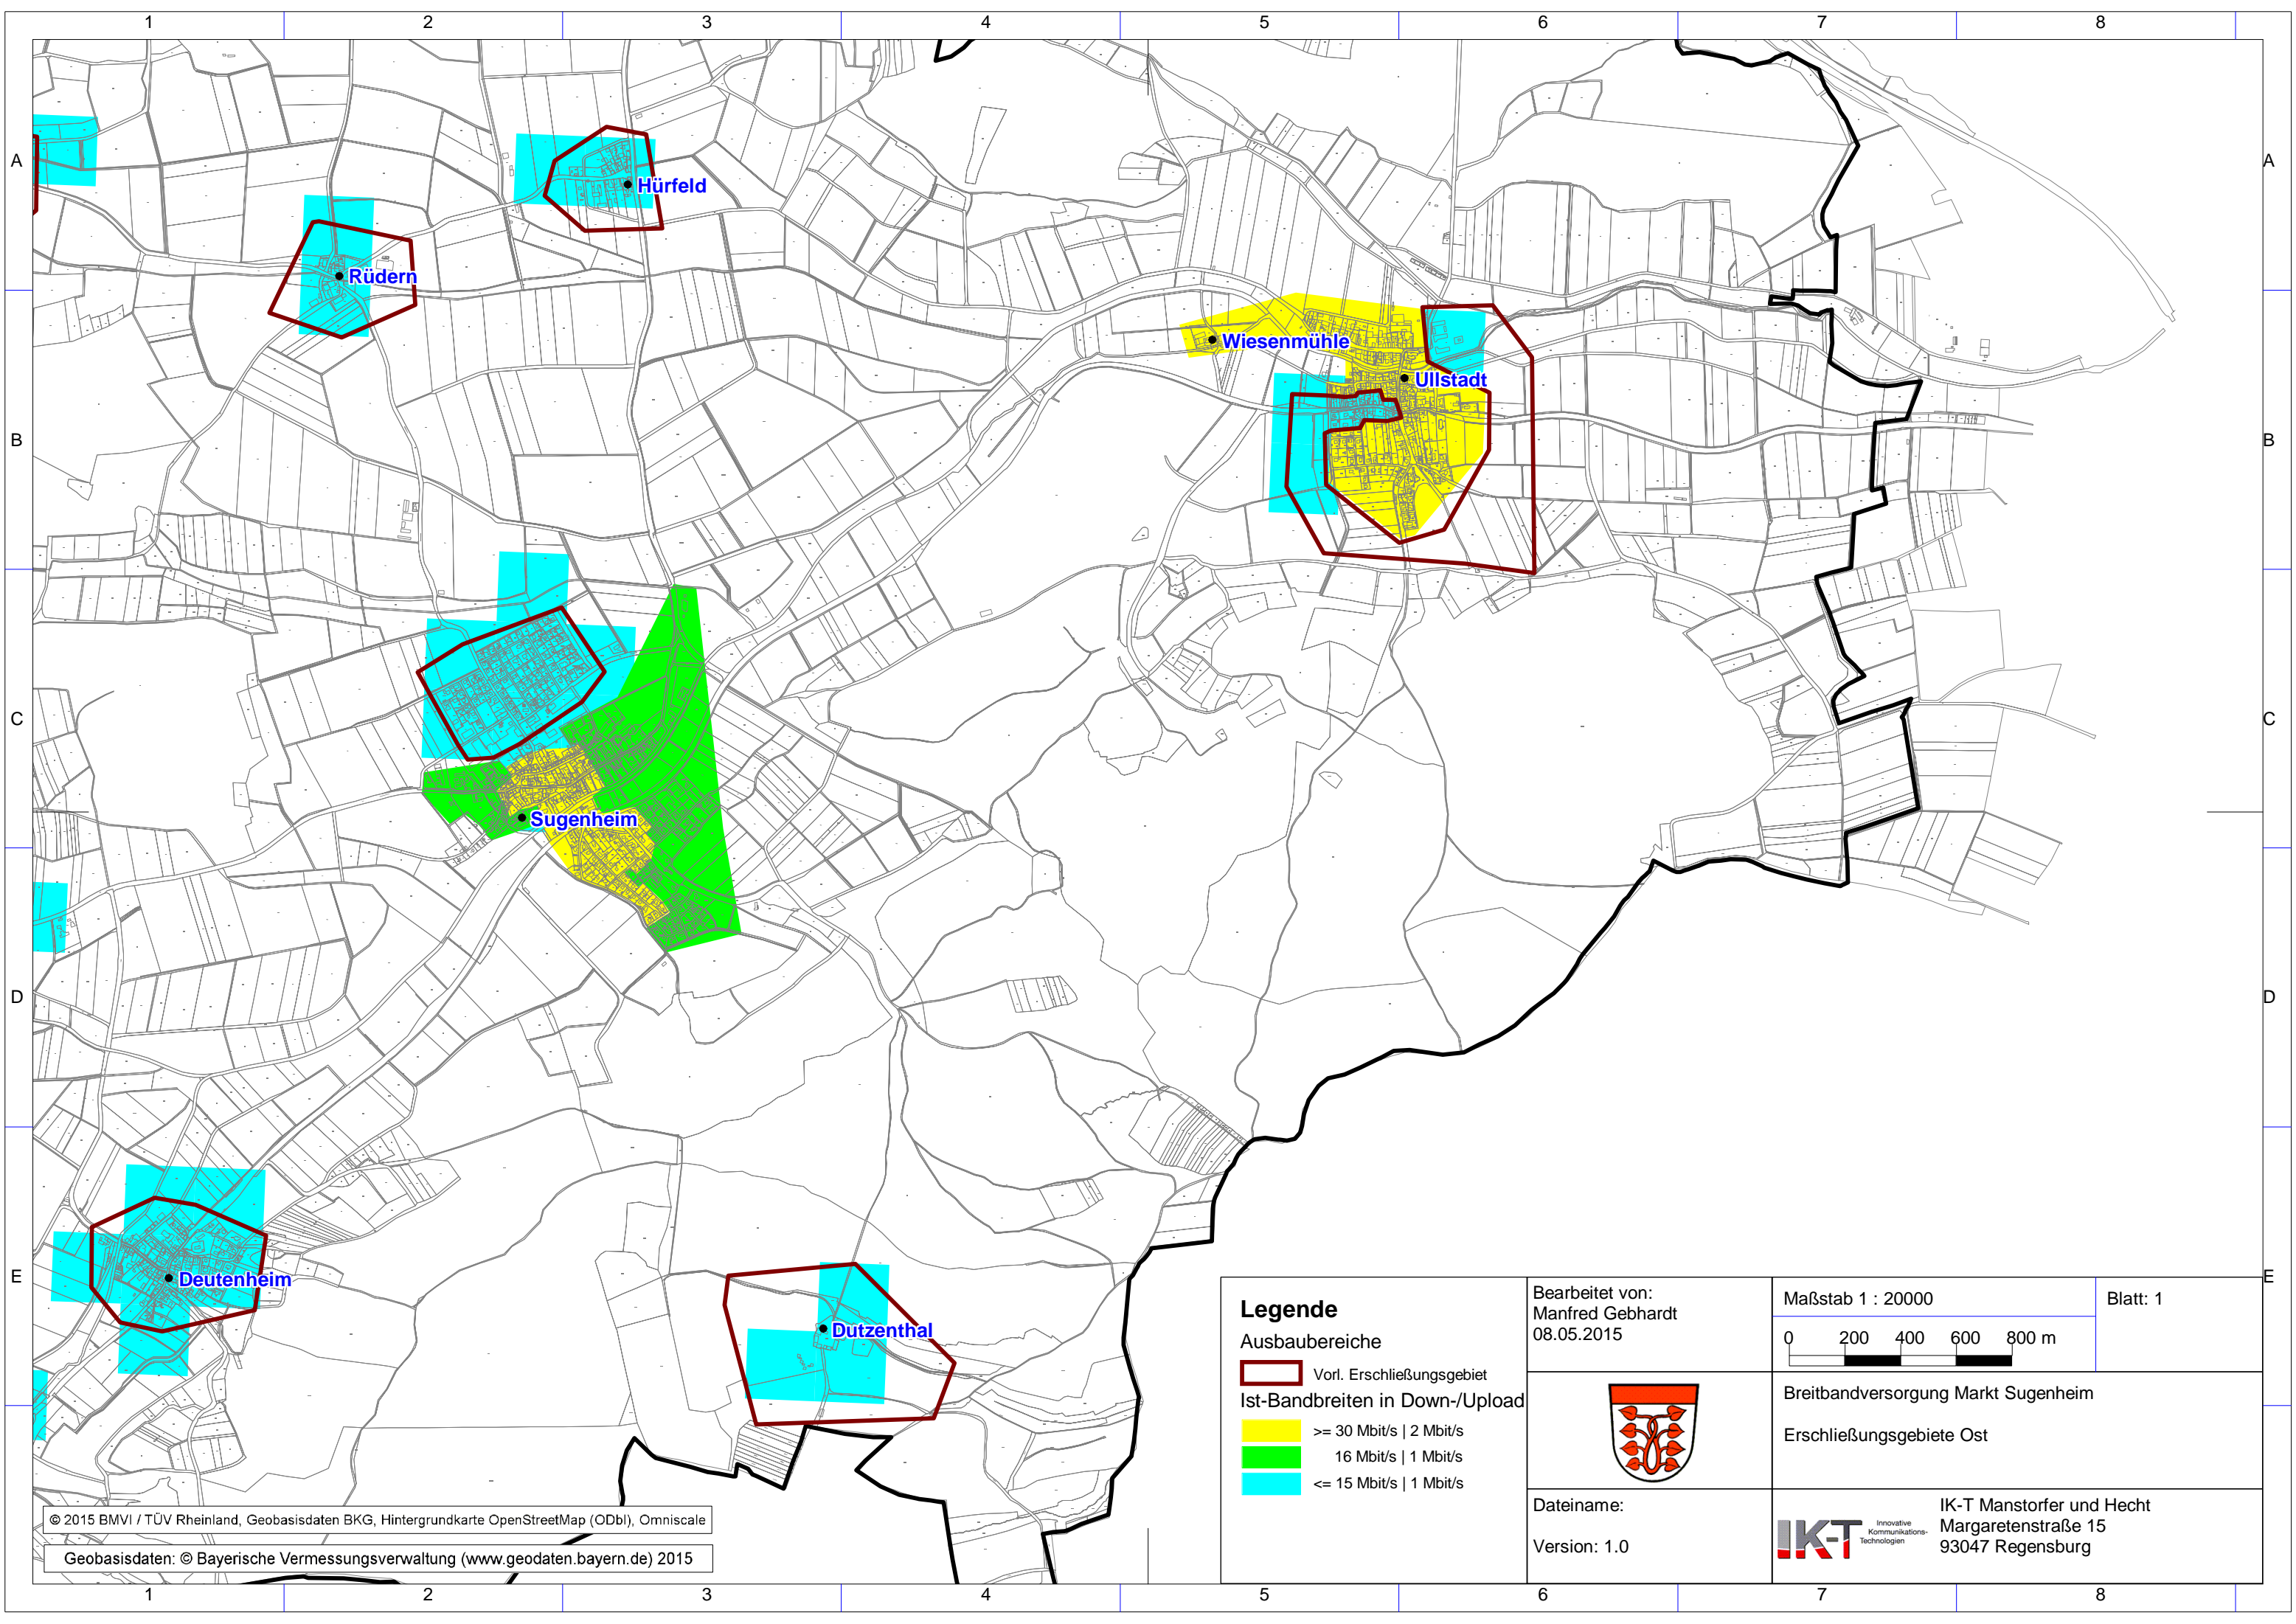 1 2 3 4 5 6 7 8
A A
Hürfeld
Rüdern
Wiesenmühle
Ullstadt
B B
C C
Sugenheim
D D
E E
Deutenheim
Dutzenthal
Legende
Ausbaubereiche
Vorl. Erschließungsgebiet
Ist-Bandbreiten in Down-/Upload
>= 30 Mbit/s | 2 Mbit/s
16 Mbit/s | 1 Mbit/s
<= 15 Mbit/s | 1 Mbit/s
Bearbeitet von:
Manfred Gebhardt
08.05.2015
Maßstab 1 : 20000
Blatt: 1
0 200 400 600 800 m
Breitbandversorgung Markt Sugenheim
Erschließungsgebiete Ost
Dateiname:
Version: 1.0
IK-T
Innovative
Kommunikations-
Technologien
IK-T Manstorfer und Hecht
Margaretenstraße 15
93047 Regensburg
© 2015 BMVI / TÜV Rheinland, Geobasisdaten BKG, Hintergrundkarte OpenStreetMap (ODbl), Omniscale
Geobasisdaten: © Bayerische Vermessungsverwaltung (www.geodaten.bayern.de) 2015
1 2 3 4 5 6 7 8